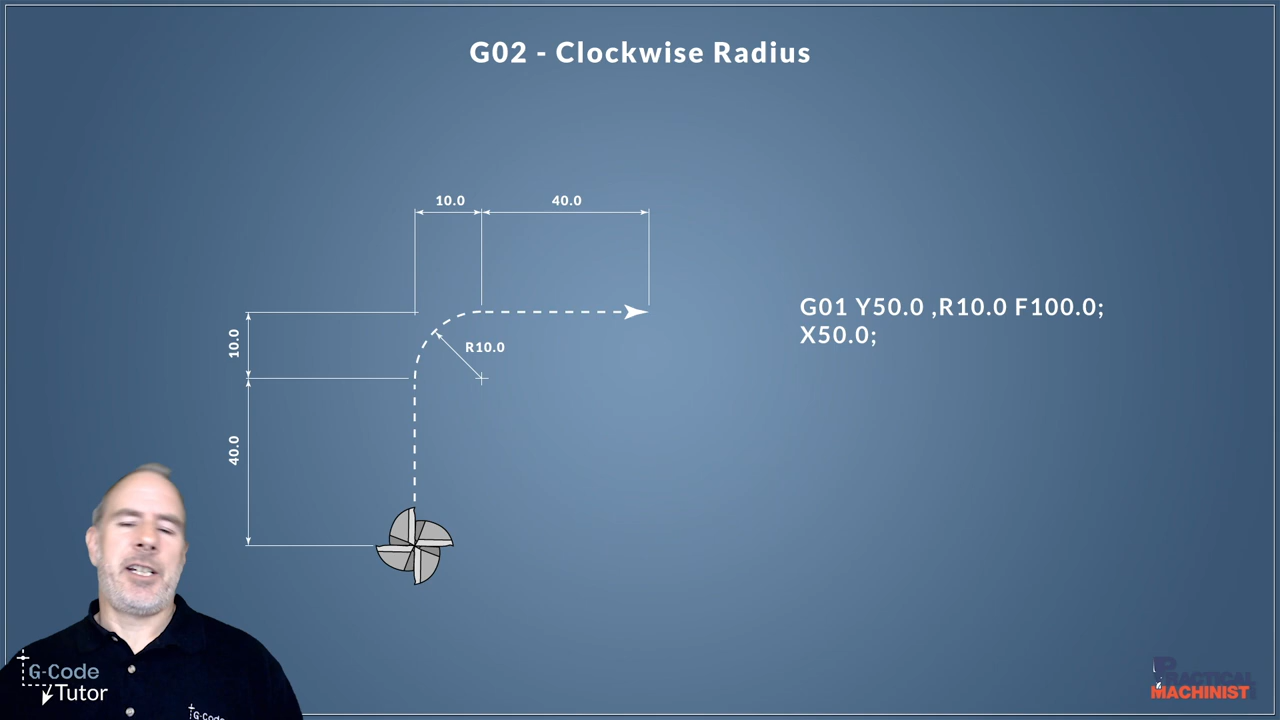 G02 - Clockwise Radius
10.0
40.0
G01 Y50.0 ,R10.0 F100.0;
X50.0;
10.0
R10.0
40.0
G-Code
Tutor
G-Code
PRACTICAL
MACHINIST